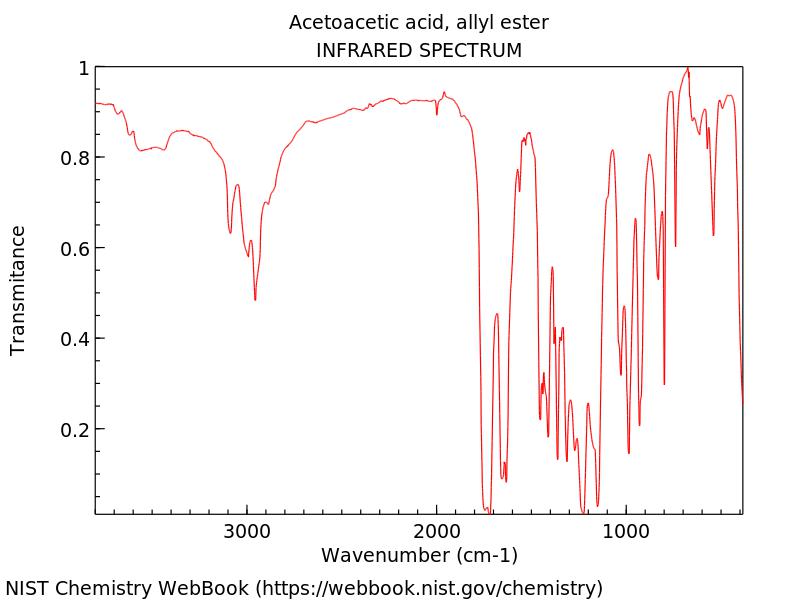 Acetoacetic acid, allyl ester
INFRARED SPECTRUM
1
0.8
0.6
0.4
0.2
Transmitance
3000 2000 1000
Wavenumber (cm-1)
NIST Chemistry WebBook (https://webbook.nist.gov/chemistry)